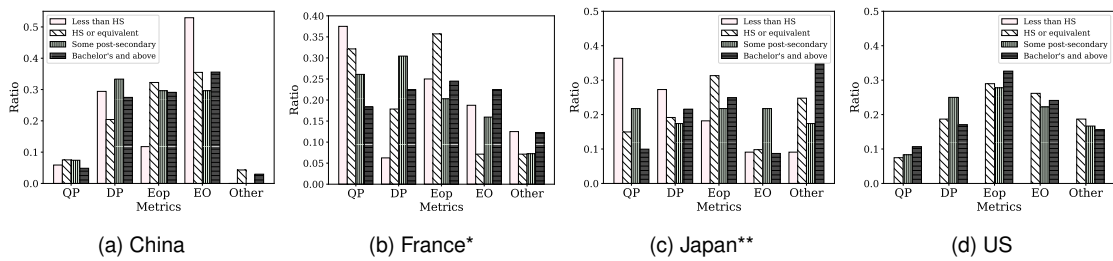 0.5
0.4
0.3
0.2
0.1
0.0
Ratio
QP DP Eop EO Other
Metrics
Less than HS
HS or equivalent
Some post-secondary
Bachelor's and above
(a) China
0.40
0.35
0.30
0.25
0.20
0.15
0.10
0.05
0.00
Ratio
QP DP Eop EO Other
Metrics
(b) France*
0.5
0.4
0.3
0.2
0.1
0.0
Ratio
QP DP Eop EO Other
Metrics
Less than HS
HS or equivalent
Some post-secondary
Bachelor's and above
(c) Japan**
0.5
0.4
0.3
0.2
0.1
0.0
Ratio
QP DP Eop EO Other
Metrics
Less than HS
HS or equivalent
Some post-secondary
Bachelor's and above
(d) US